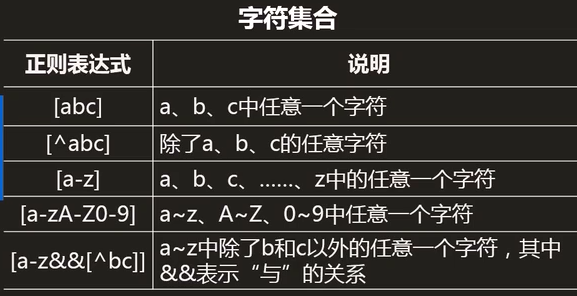 字符集合
正则表达式 说明
[abc] a、b、c中任意一个字符
[^abc] 除了a、b、c的任意字符
[a-z] a、b、c、……、z中的任意一个字符
[a-zA-Z0-9] a~z、A~Z、0~9中任意一个字符
[a-z&&[^bc]] a~z中除了b和c以外的任意一个字符，其中
&&表示“与”的关系